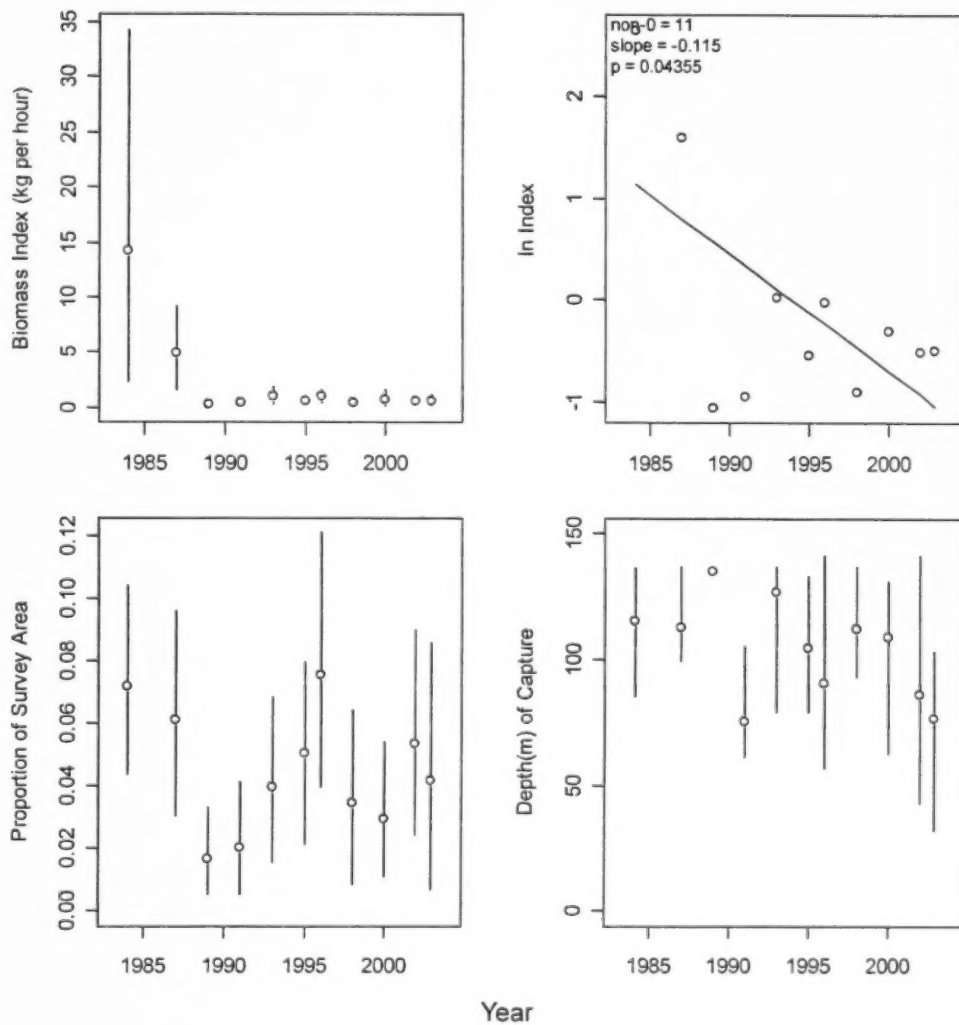 Biomass Index (kg per hour)
35
30
25
20
15
10
5
0
1985 1990 1995 2000
ln Index
2
1
0
-1
non-0 = 11
slope = -0.115
p = 0.04355
1985 1990 1995 2000
Proportion of Survey Area
0.12
0.10
0.08
0.06
0.04
0.02
0.00
1985 1990 1995 2000
Depth(m) of Capture
150
100
50
0
1985 1990 1995 2000
Year